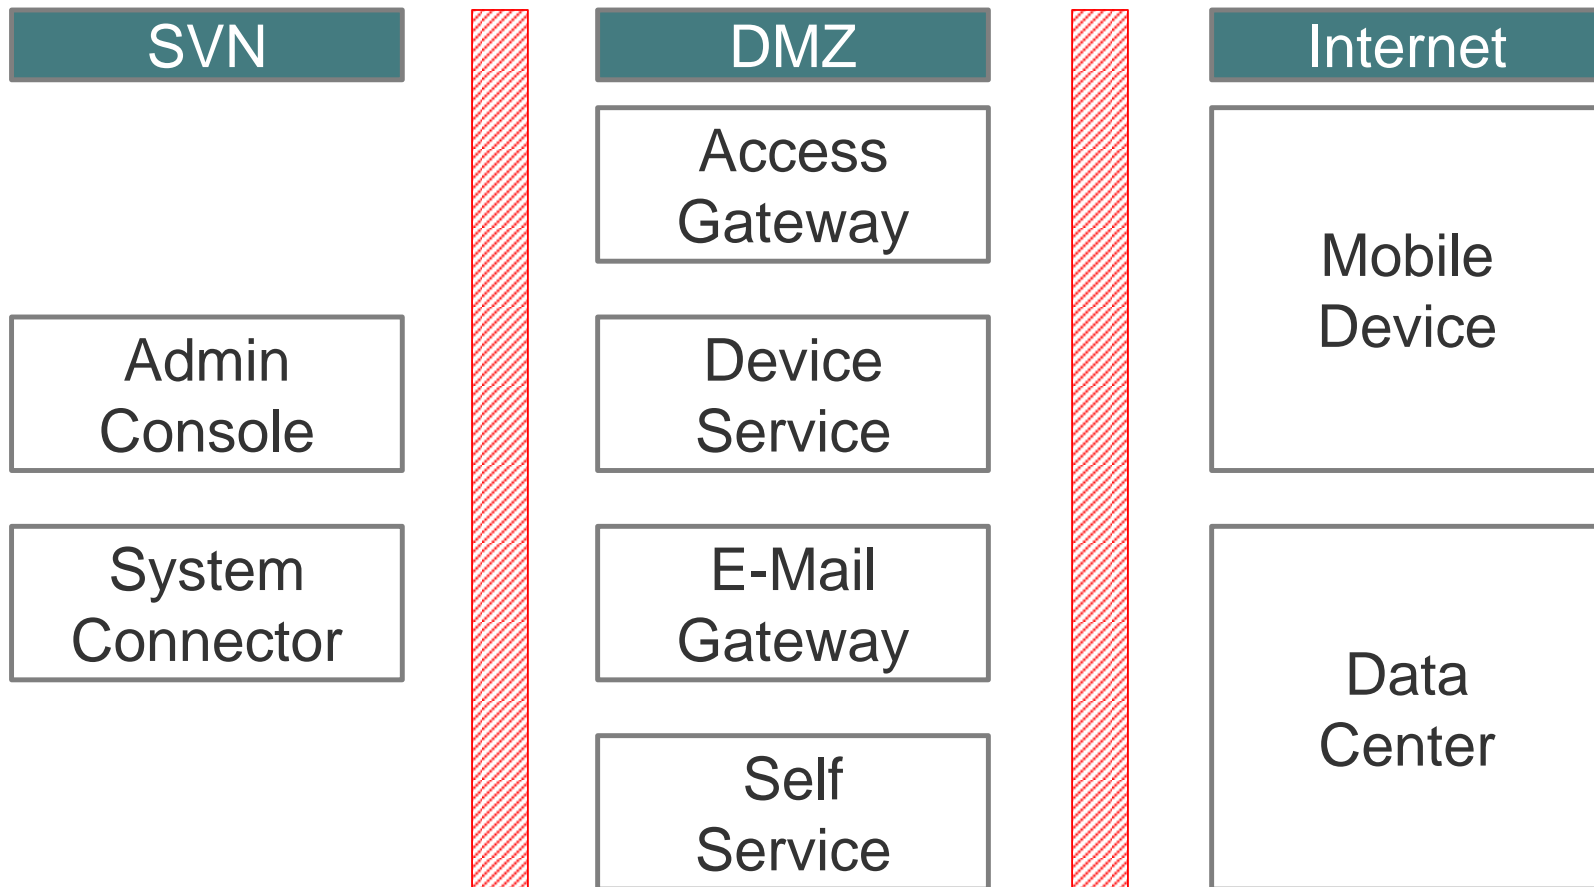 SVN
DMZ
Internet
Access
Gateway
Mobile
Device
Admin
Console
Device
Service
System
Connector
E-Mail
Gateway
Data
Center
Self
Service